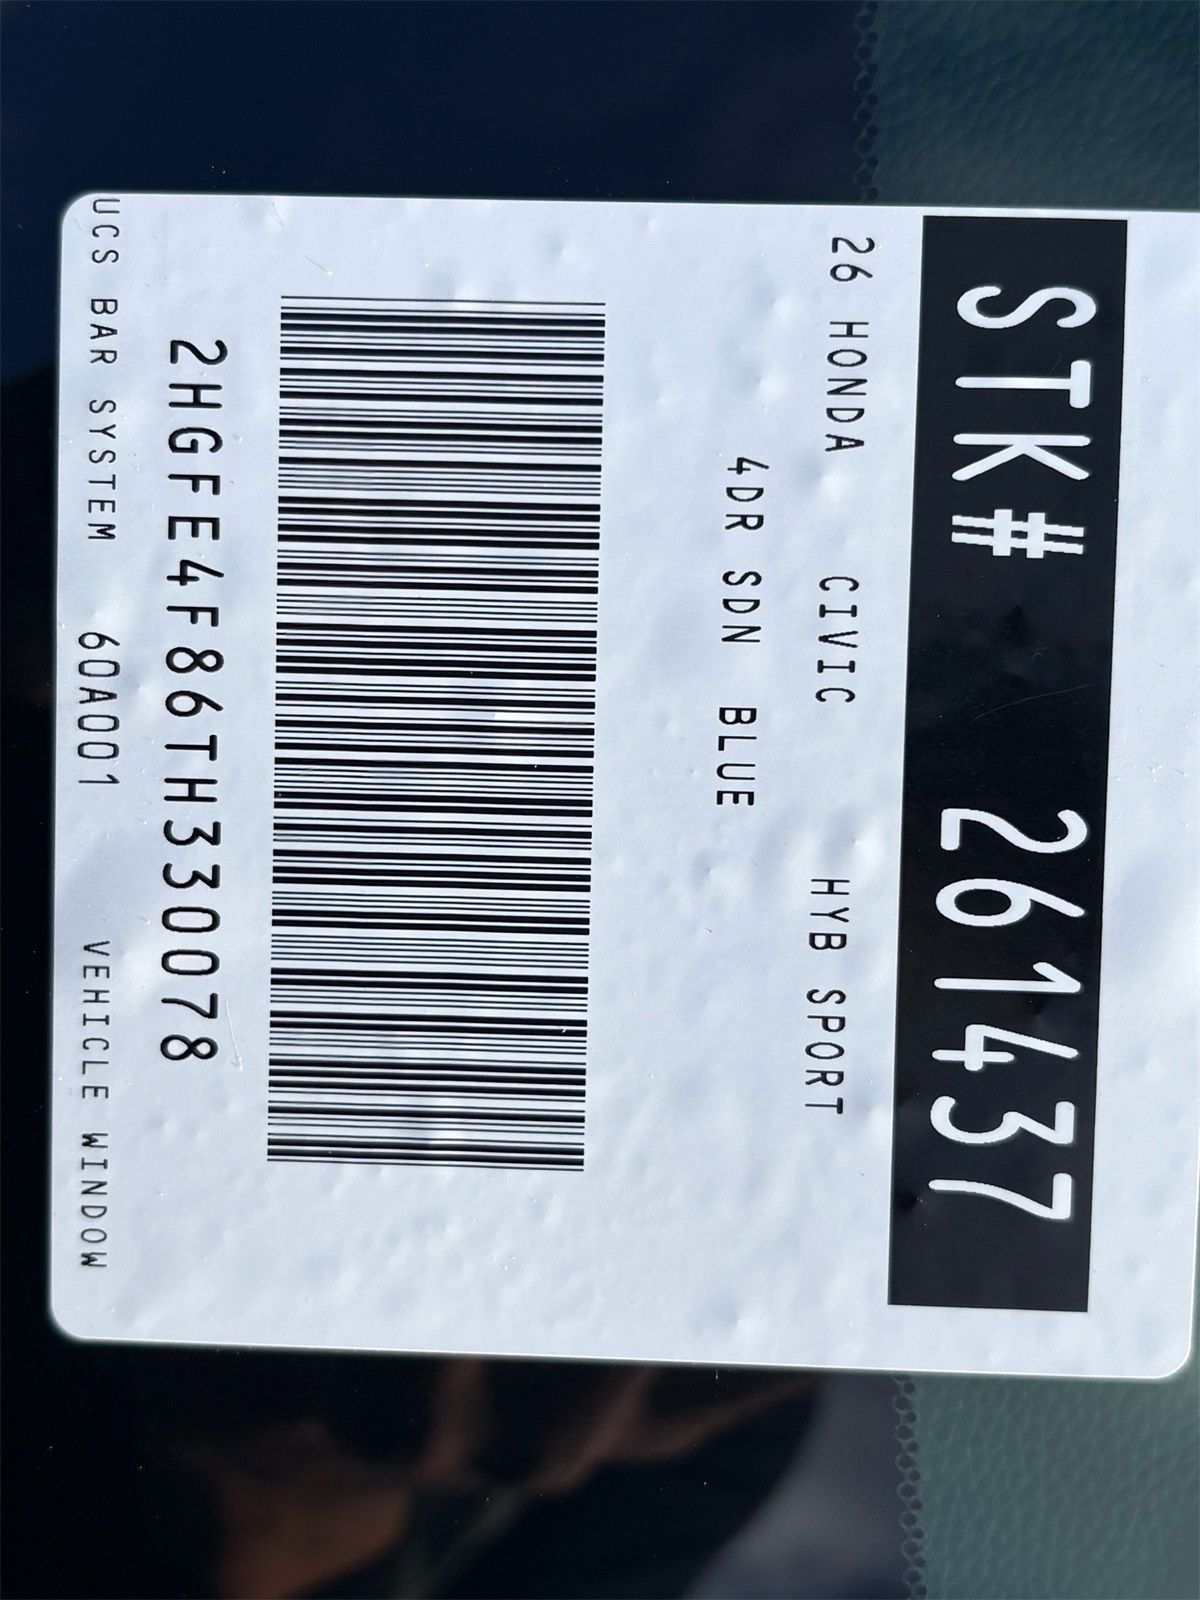 STK# 261437
26 HONDA CIVIC HYB SPORT
4DR SDN BLUE
2HGFE4F86TH330078
UCS BAR SYSTEM 60A001 VEHICLE WINDOW